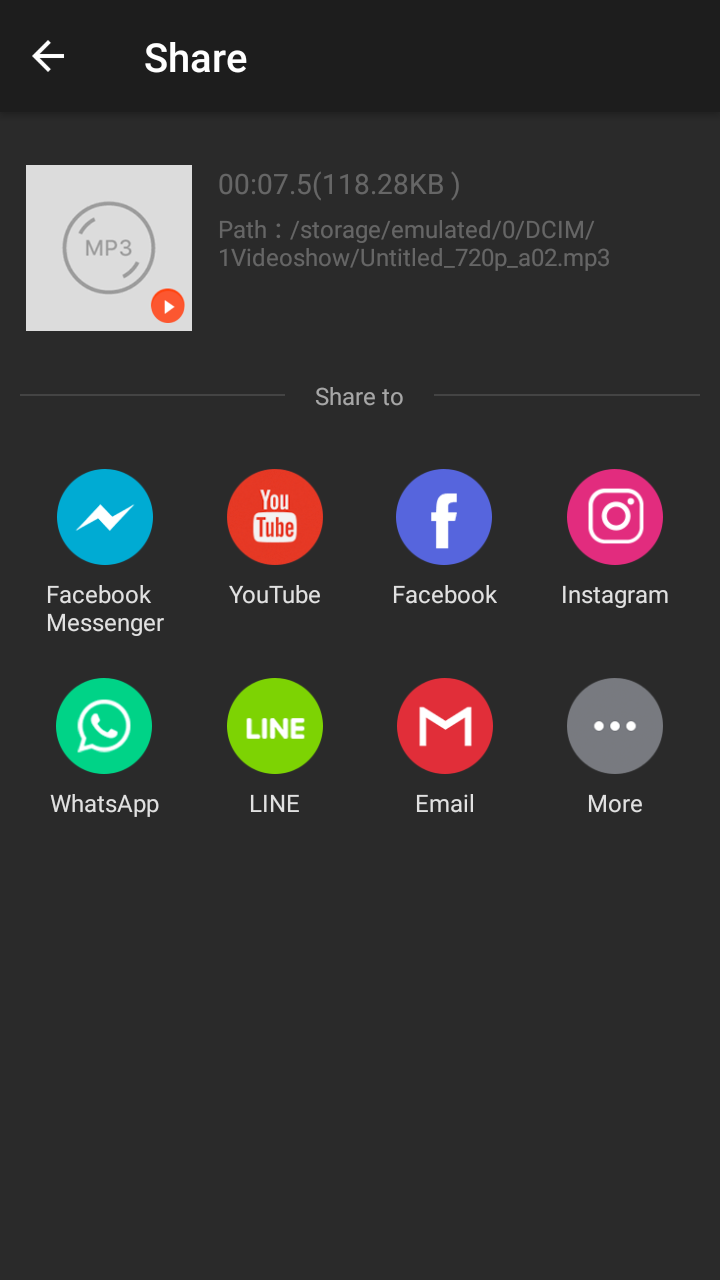 Share
MP3
00:07.5(118.28KB )
Path：/storage/emulated/0/DCIM/
1Videoshow/Untitled_720p_a02.mp3
Share to
You
Tube
Facebook
Messenger
YouTube
Facebook
Instagram
LINE
WhatsApp
LINE
Email
More